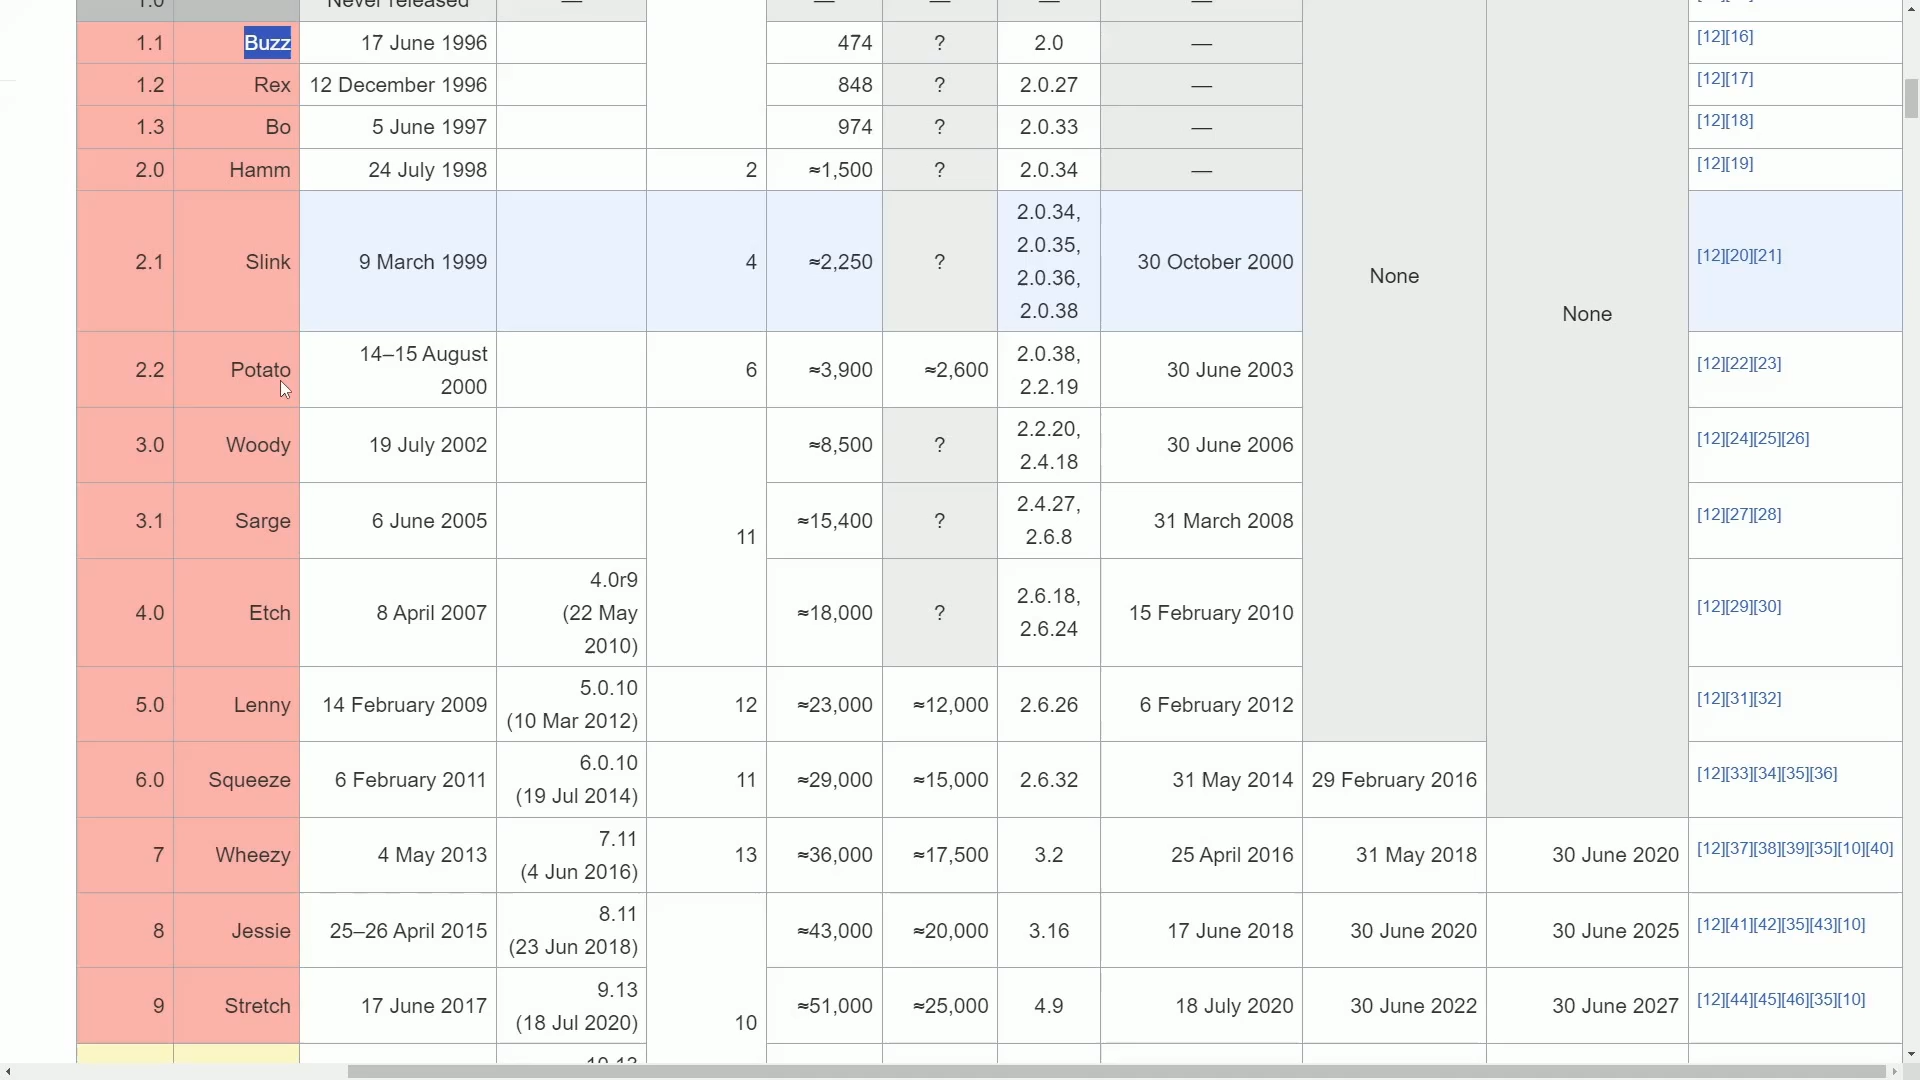 1.0 Never released — — — — —
1.1 Buzz 17 June 1996 474 ? 2.0 — [12][16]
1.2 Rex 12 December 1996 848 ? 2.0.27 — [12][17]
1.3 Bo 5 June 1997 974 ? 2.0.33 — [12][18]
2.0 Hamm 24 July 1998 2 ≈1,500 ? 2.0.34 — [12][19]
2.0.34,
2.0.35,
2.1 Slink 9 March 1999 4 ≈2,250 ? 30 October 2000 [12][20][21]
2.0.36,
None
2.0.38
None
14–15 August 2.0.38,
2.2 Potato 6 ≈3,900 ≈2,600 30 June 2003 [12][22][23]
2000 2.2.19
2.2.20,
3.0 Woody 19 July 2002 ≈8,500 ? 30 June 2006 [12][24][25][26]
2.4.18
2.4.27,
3.1 Sarge 6 June 2005 ≈15,400 ? 31 March 2008 [12][27][28]
2.6.8
11
4.0r9
2.6.18,
4.0 Etch 8 April 2007 (22 May ≈18,000 ? 15 February 2010 [12][29][30]
2.6.24
2010)
5.0.10
5.0 Lenny 14 February 2009 12 ≈23,000 ≈12,000 2.6.26 6 February 2012 [12][31][32]
(10 Mar 2012)
6.0.10
6.0 Squeeze 6 February 2011 11 ≈29,000 ≈15,000 2.6.32 31 May 2014 29 February 2016 [12][33][34][35][36]
(19 Jul 2014)
7.11
7 Wheezy 4 May 2013 13 ≈36,000 ≈17,500 3.2 25 April 2016 31 May 2018 30 June 2020 [12][37][38][39][35][10][40]
(4 Jun 2016)
8.11
8 Jessie 25–26 April 2015 ≈43,000 ≈20,000 3.16 17 June 2018 30 June 2020 30 June 2025 [12][41][42][35][43][10]
(23 Jun 2018)
9.13
9 Stretch 17 June 2017 ≈51,000 ≈25,000 4.9 18 July 2020 30 June 2022 30 June 2027 [12][44][45][46][35][10]
(18 Jul 2020) 10
10.13